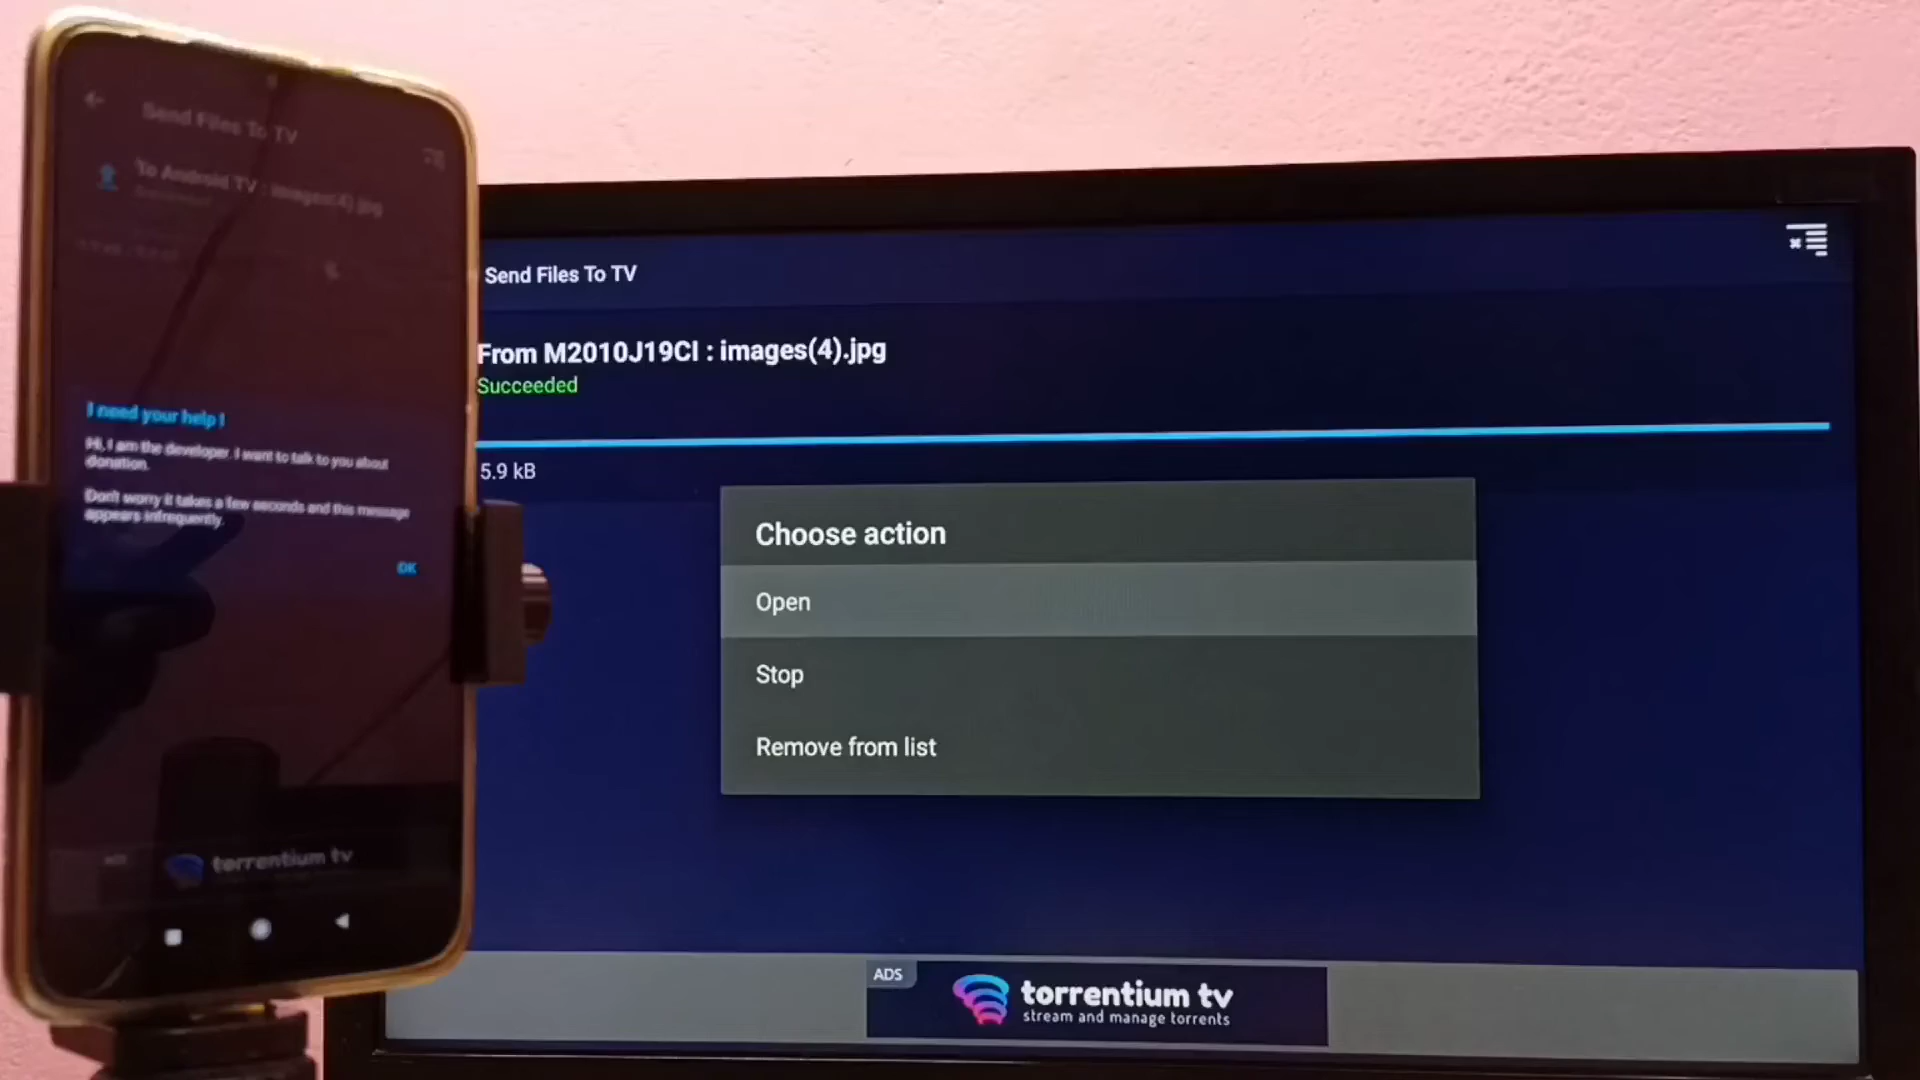 Send Files To TV
To Android TV : images(4).jpg
Succeeded
I need your help !
Hi, I am the developer. I want to talk to you about
donation.
Don't worry it takes a few seconds and this message
appears infrequently.
OK
ADS
torrentium tv
Send Files To TV
From M2010J19CI : images(4).jpg
Succeeded
5.9 kB
Choose action
Open
Stop
Remove from list
ADS
torrentium tv
stream and manage torrents